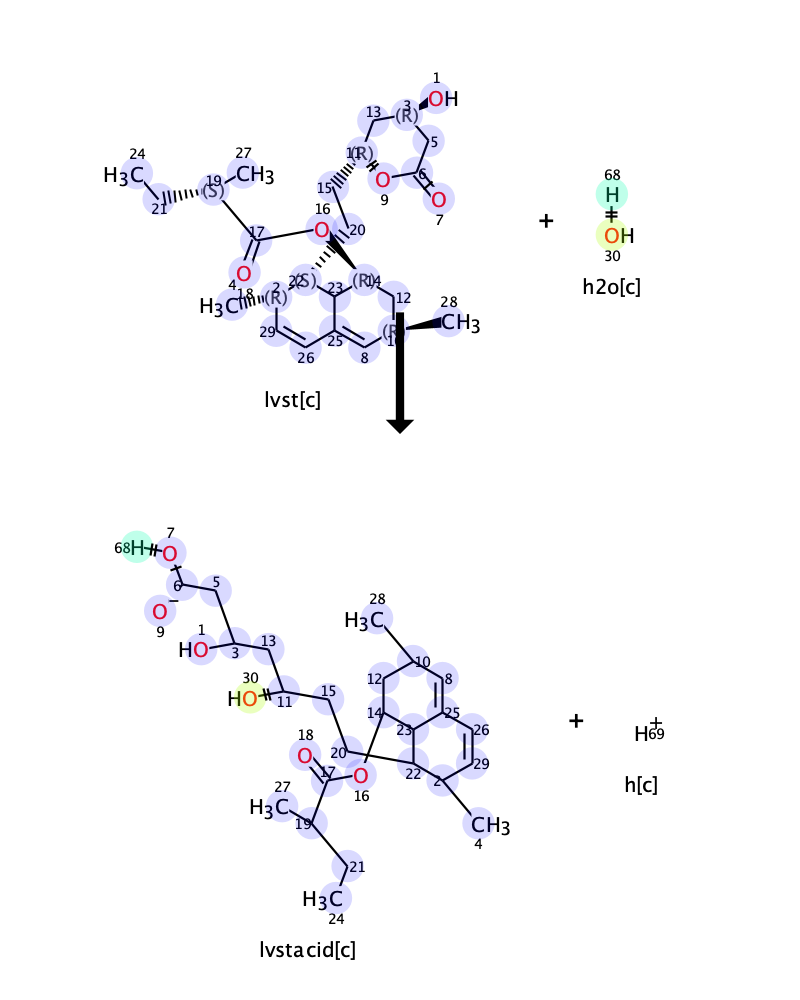 1
OH
13
3
(R)
24
H₃C
27
CH₃
19
(S)
21
11
(R)
5
6
O
9
O
7
15
16
O
20
17
O
18
H₃C
4
2
(R)
22
(S)
23
14
(R)
12
28
CH₃
(R)
10
29
26
25
8
lvst[c]
+
68
H
OH
30
h2o[c]
7
68
H
O
6
5
O
−
9
1
HO
3
13
30
HO
11
15
28
H₃C
10
12
8
14
25
23
26
20
22
29
2
18
O
17
O
16
27
H₃C
19
CH₃
4
21
H₃C
24
lvstacid[c]
+
H
+
69
h[c]